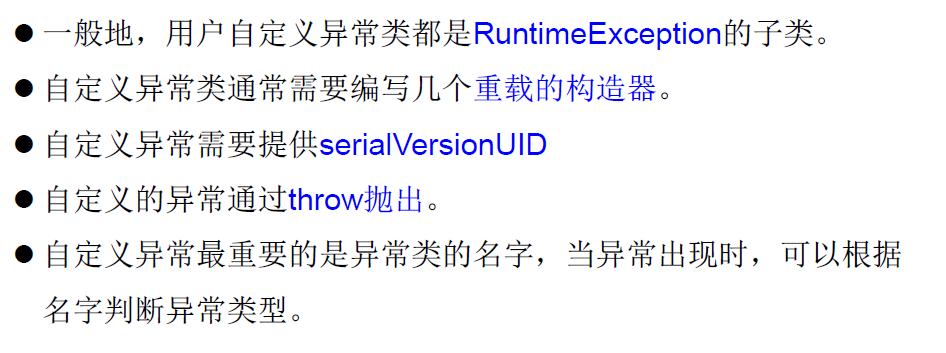 ● 一般地，用户自定义异常类都是RuntimeException的子类。
● 自定义异常类通常需要编写几个重载的构造器。
● 自定义异常需要提供serialVersionUID
● 自定义的异常通过throw抛出。
● 自定义异常最重要的是异常类的名字，当异常出现时，可以根据
名字判断异常类型。